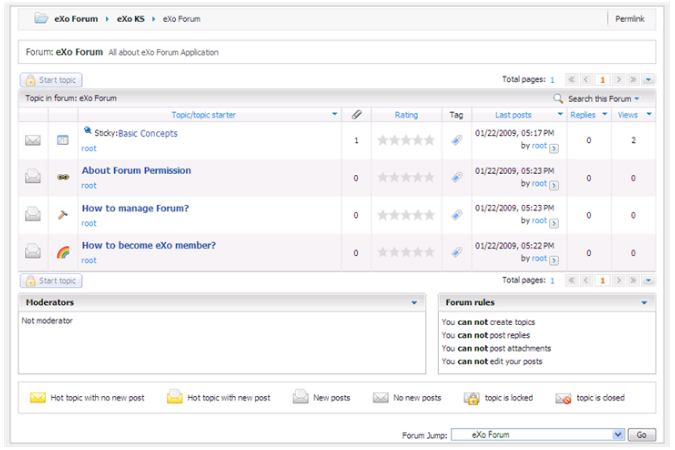 eXo Forum eXo KS eXo Forum Permlink
Forum: eXo Forum All about eXo Forum Application
Start topic Total pages: 1 1
Topic in forum: eXo Forum Search this Forum
Topic/topic starter Rating Tag Last posts Replies Views
Sticky:Basic Concepts 1 01/22/2009, 05:17 PM 0 2
root by root
About Forum Permission 0 01/22/2009, 05:23 PM 0 0
root by root
How to manage Forum? 0 01/22/2009, 05:23 PM 0 0
root by root
How to become eXo member? 0 01/22/2009, 05:22 PM 0 0
root by root
Start topic Total pages: 1 1
Moderators
Not moderator
Forum rules
You can not create topics
You can not post replies
You can not post attachments
You can not edit your posts
Hot topic with no new post Hot topic with new post New posts No new posts topic is locked topic is closed
Forum Jump: eXo Forum Go